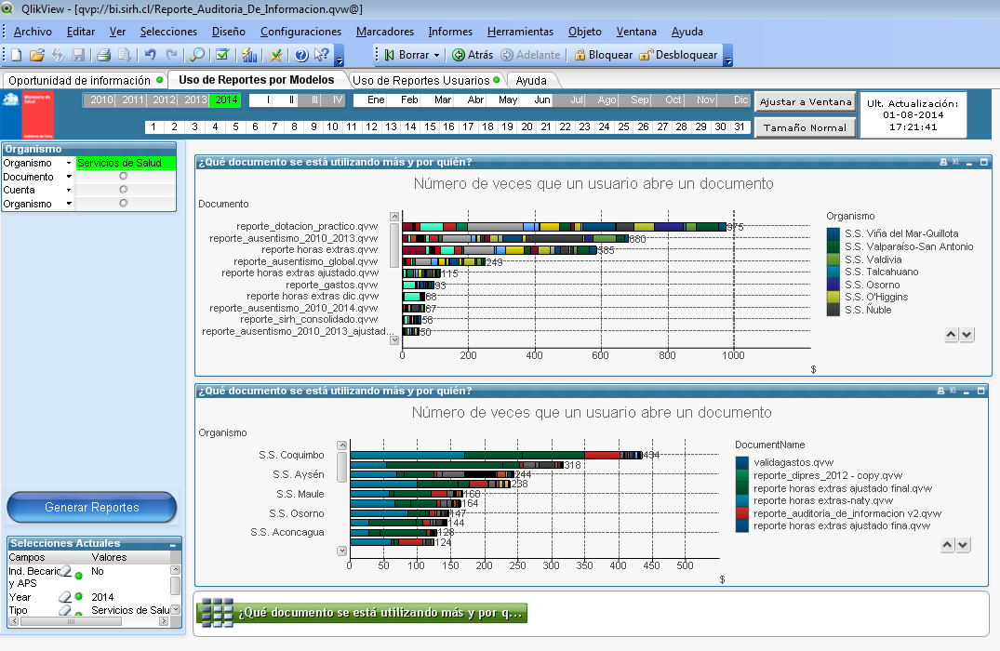 QlikView - [qvp://bi.sirh.cl/Reporte_Auditoria_De_Informacion.qvw@]
Archivo Editar Ver Selecciones Diseño Configuraciones Marcadores Informes Herramientas Objeto Ventana Ayuda
Borrar Atrás Adelante Bloquear Desbloquear
Oportunidad de información Uso de Reportes por Modelos Uso de Reportes Usuarios Ayuda
Ministerio de Salud
Gobierno de Chile
2010 2011 2012 2013 2014 I II III IV Ene Feb Mar Abr May Jun Jul Ago Sep Oct Nov Dic
1 2 3 4 5 6 7 8 9 10 11 12 13 14 15 16 17 18 19 20 21 22 23 24 25 26 27 28 29 30 31
Ajustar a Ventana
Tamaño Normal
Ult. Actualización:
01-08-2014
17:21:41
Organismo
Organismo Servicios de Salud
Documento
Cuenta
Organismo
Generar Reportes
Selecciones Actuales
Campos Valores
Ind. Becario No
y APS
Year 2014
Tipo Servicios de Salu
¿Qué documento se está utilizando más y por quién? XL
Número de veces que un usuario abre un documento
Documento
reporte_dotacion_practico.qvw 975
reporte_ausentismo_2010_2013.qvw 680
reporte horas extras.qvw 585
reporte_ausentismo_global.qvw 249
reporte horas extras ajustado.qvw 115
reporte_gastos.qvw 93
reporte horas extras dic.qvw 68
reporte_ausentismo_2010_2014.qvw 67
reporte_sirh_consolidado.qvw 56
reporte_ausentismo_2010_2013_ajustad... 50
0 200 400 600 800 1000
$
Organismo
S.S. Viña del Mar-Quillota
S.S. Valparaíso-San Antonio
S.S. Valdivia
S.S. Talcahuano
S.S. Osorno
S.S. O'Higgins
S.S. Ñuble
¿Qué documento se está utilizando más y por quién? XL
Número de veces que un usuario abre un documento
Organismo
S.S. Coquimbo 434
318
S.S. Aysén 244
238
S.S. Maule 168
164
S.S. Osorno 147
144
S.S. Aconcagua 128
124
0 50 100 150 200 250 300 350 400 450 500
$
DocumentName
validagastos.qvw
reporte_dipres_2012 - copy.qvw
reporte horas extras ajustado final.qvw
reporte horas extras-naty.qvw
reporte_auditoria_de_informacion v2.qvw
reporte horas extras ajustado fina.qvw
¿Qué documento se está utilizando más y por q...